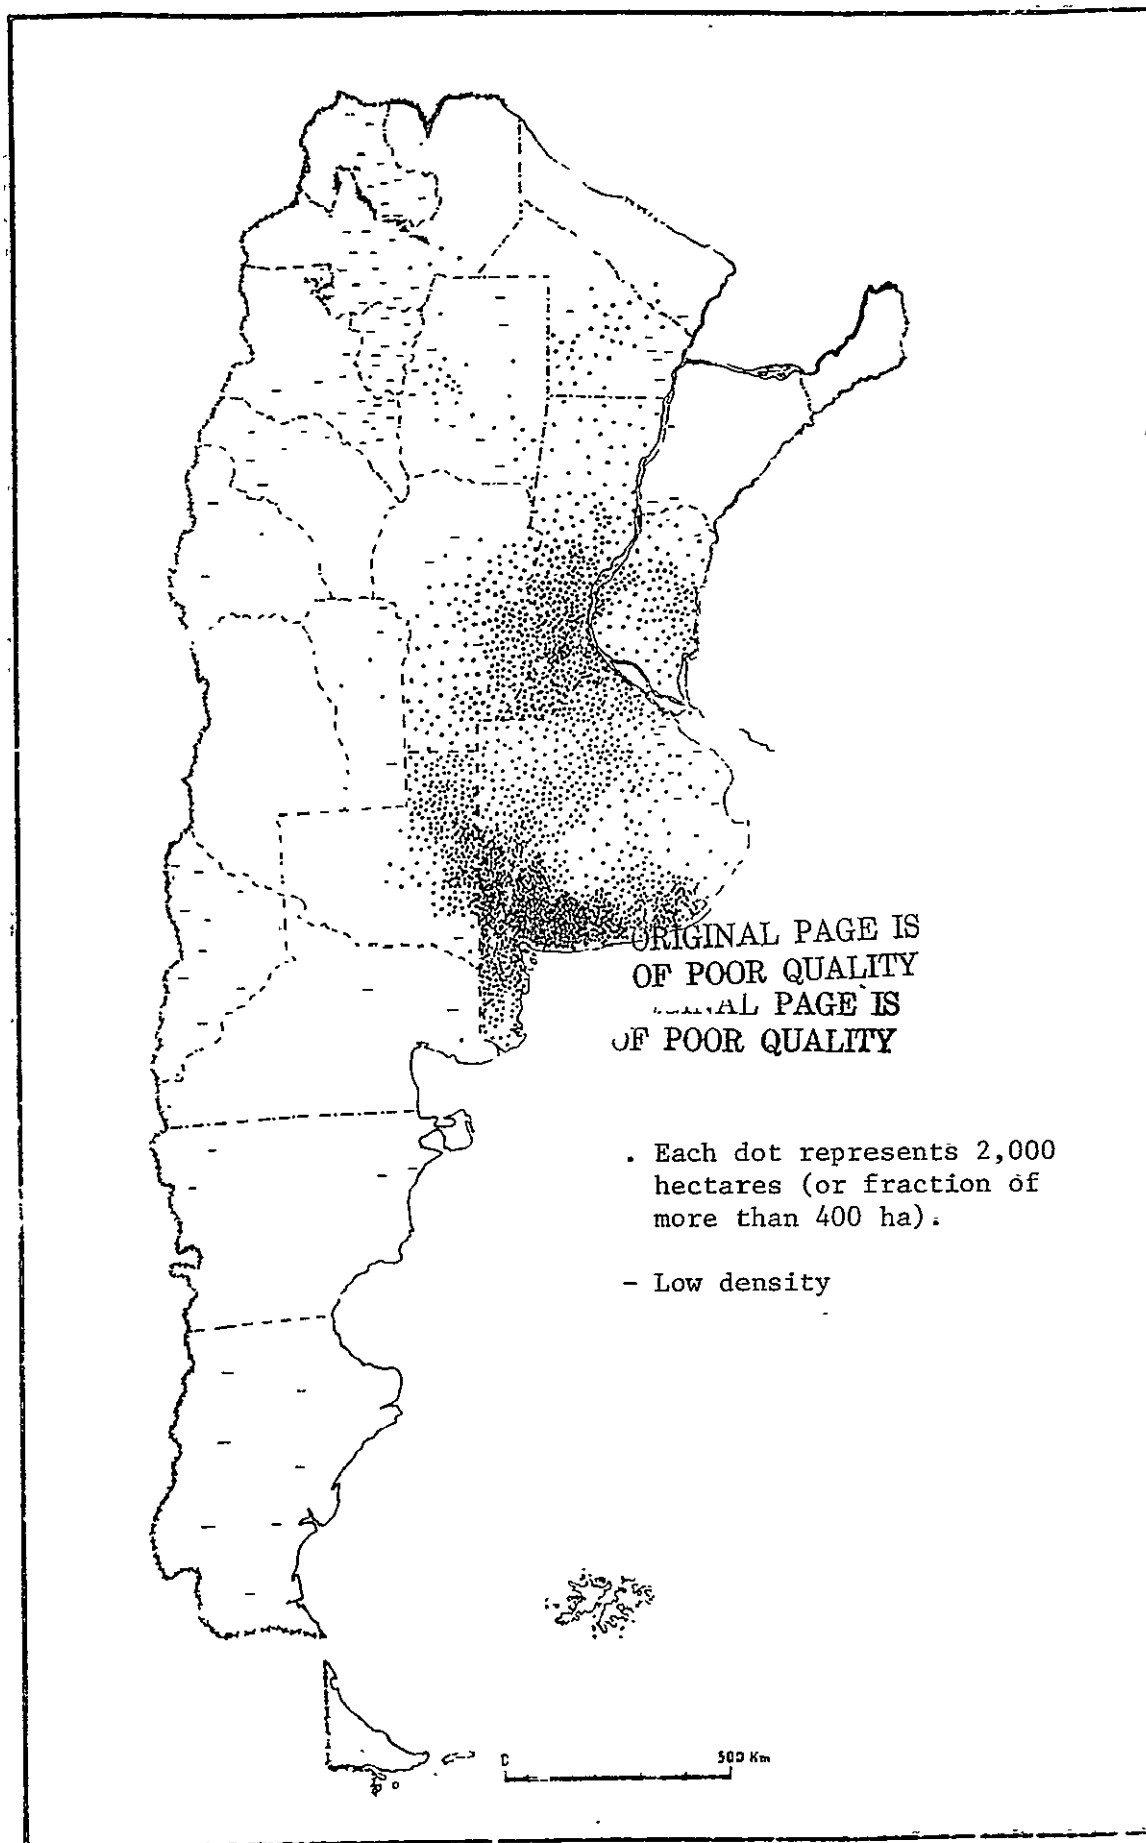 ORIGINAL PAGE IS
OF POOR QUALITY
PAGE IS
OF POOR QUALITY
. Each dot represents 2,000
hectares (or fraction of
more than 400 ha).
- Low density
0 500 Km